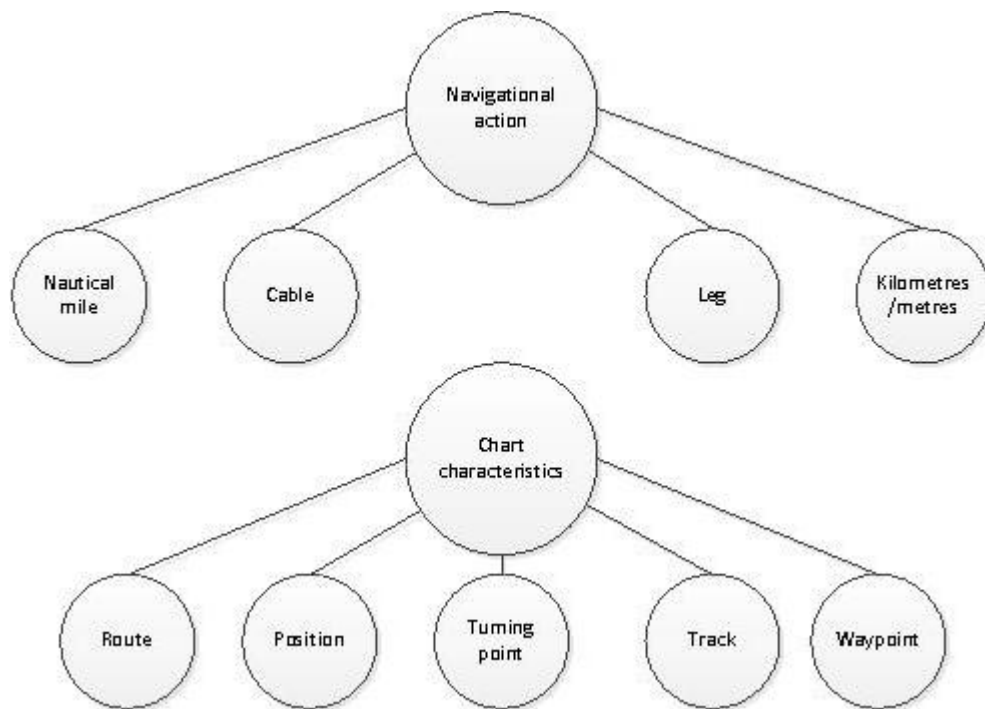 Navigational
action
Nautical
mile
Cable
Leg
Kilometres
/metres
Chart
characteristics
Route
Position
Turning
point
Track
Waypoint